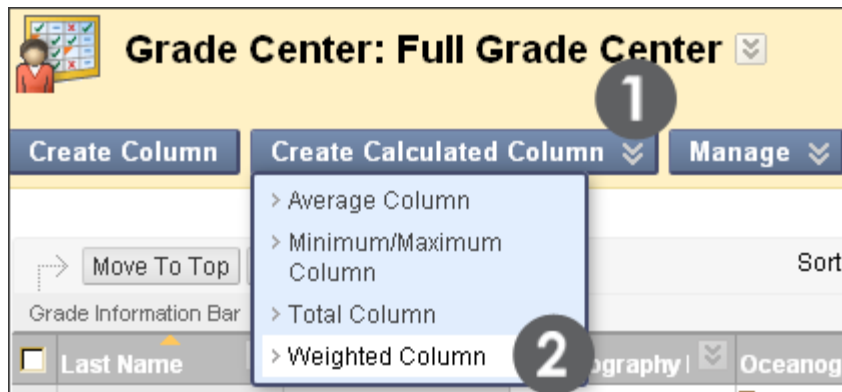 Grade Center: Full Grade Center
1
Create Column Create Calculated Column Manage
> Average Column
> Minimum/Maximum
Column
Move To Top Sort
Grade Information Bar > Total Column
Last Name > Weighted Column 2 ography Oceanog